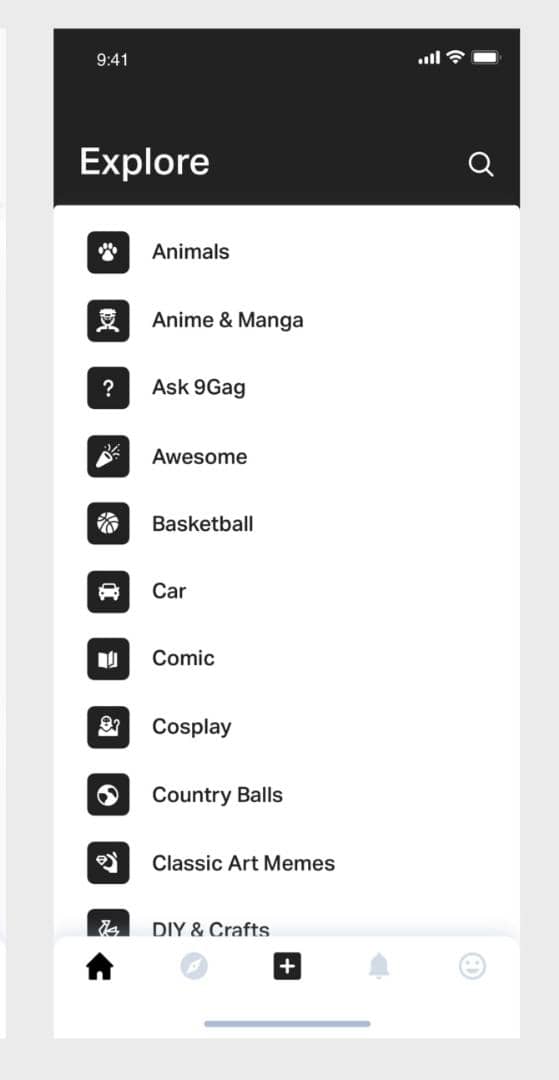 9:41
Explore
Animals
Anime & Manga
?
Ask 9Gag
Awesome
Basketball
Car
Comic
Cosplay
Country Balls
Classic Art Memes
DIY & Crafts